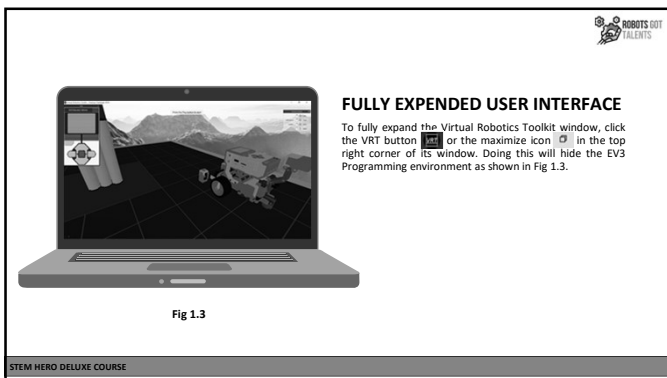 ROBOTS GOT
TALENTS
FULLY EXPENDED USER INTERFACE
To fully expand the Virtual Robotics Toolkit window, click
the VRT button VRT or the maximize icon in the top
right corner of its window. Doing this will hide the EV3
Programming environment as shown in Fig 1.3.
Fig 1.3
STEM HERO DELUXE COURSE